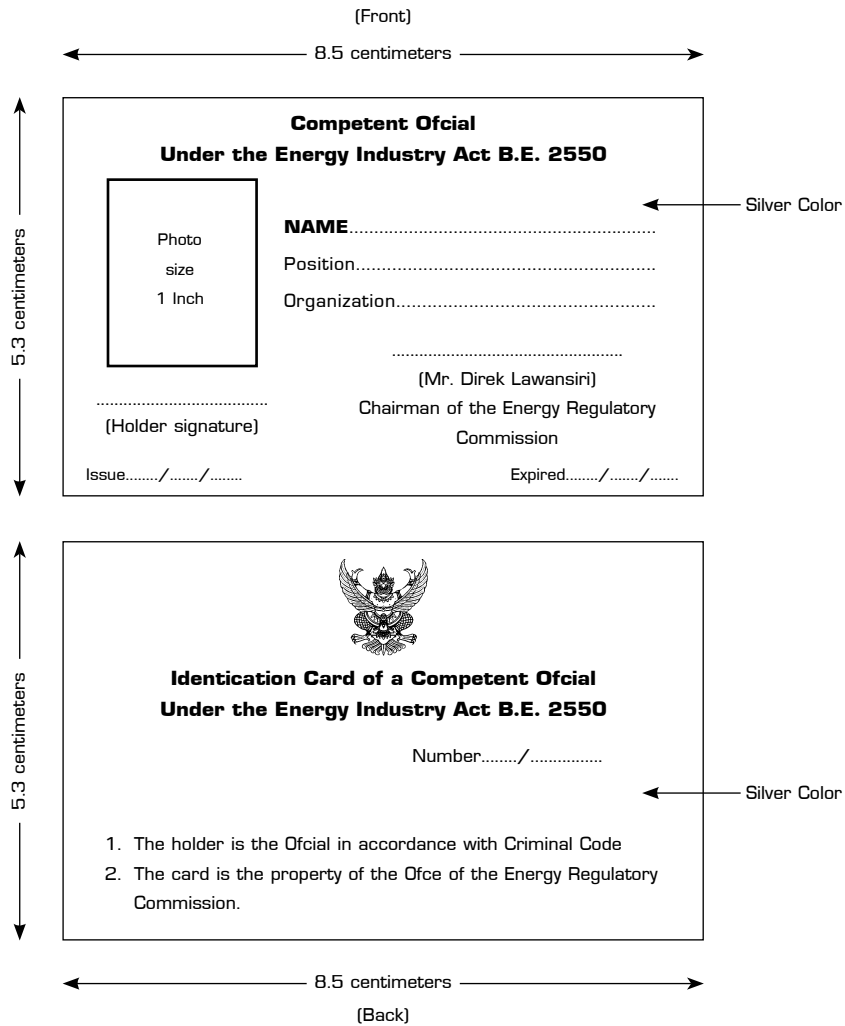 (Front)
8.5 centimeters
Competent Ofcial
Under the Energy Industry Act B.E. 2550
Silver Color
5.3 centimeters
Photo
size
1 Inch
NAME......................................................
Position.........................................................
Organization.................................................
....................................................
(Mr. Direk Lawansiri)
Chairman of the Energy Regulatory
Commission
......................................
(Holder signature)
Issue......../......./........
Expired......../......./.......
5.3 centimeters
Identication Card of a Competent Ofcial
Under the Energy Industry Act B.E. 2550
Number......../................
Silver Color
1. The holder is the Ofcial in accordance with Criminal Code
2. The card is the property of the Ofce of the Energy Regulatory
Commission.
8.5 centimeters
(Back)